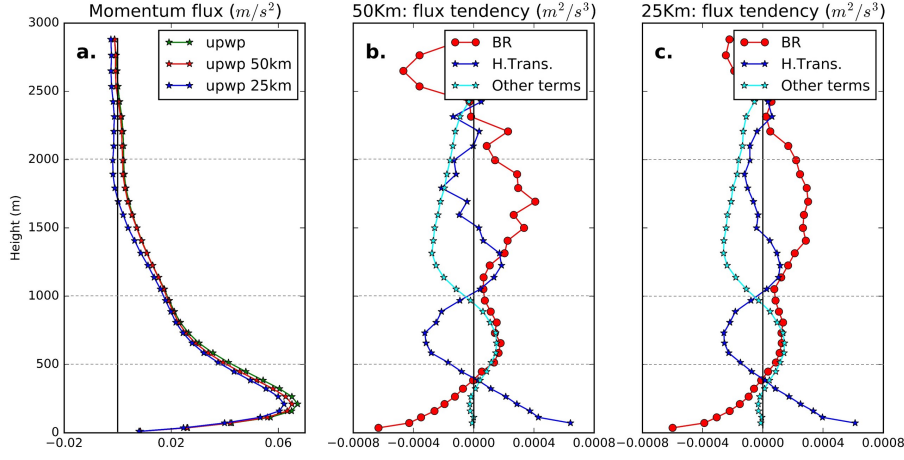 Momentum flux (m/s²)
50Km: flux tendency (m²/s³)
25Km: flux tendency (m²/s³)
a.
upwp
upwp 50km
upwp 25km
b.
BR
H.Trans.
Other terms
c.
BR
H.Trans.
Other terms
Height (m)
3000
2500
2000
1500
1000
500
0
−0.02 0.02 0.06
−0.0008 −0.0004 0.0000 0.0004 0.0008
−0.0008 −0.0004 0.0000 0.0004 0.0008